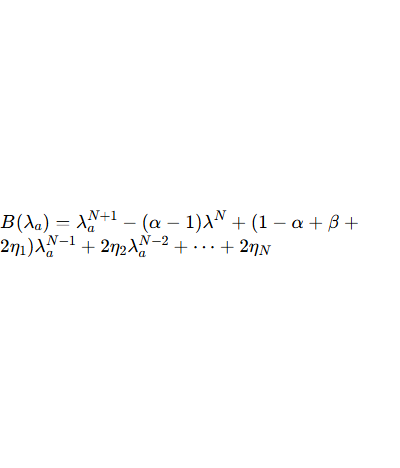 B(λ_a) = λ_a^{N+1} − (α − 1)λ^N + (1 − α + β +
2η_1)λ_a^{N−1} + 2η_2λ_a^{N−2} + ⋯ + 2η_N